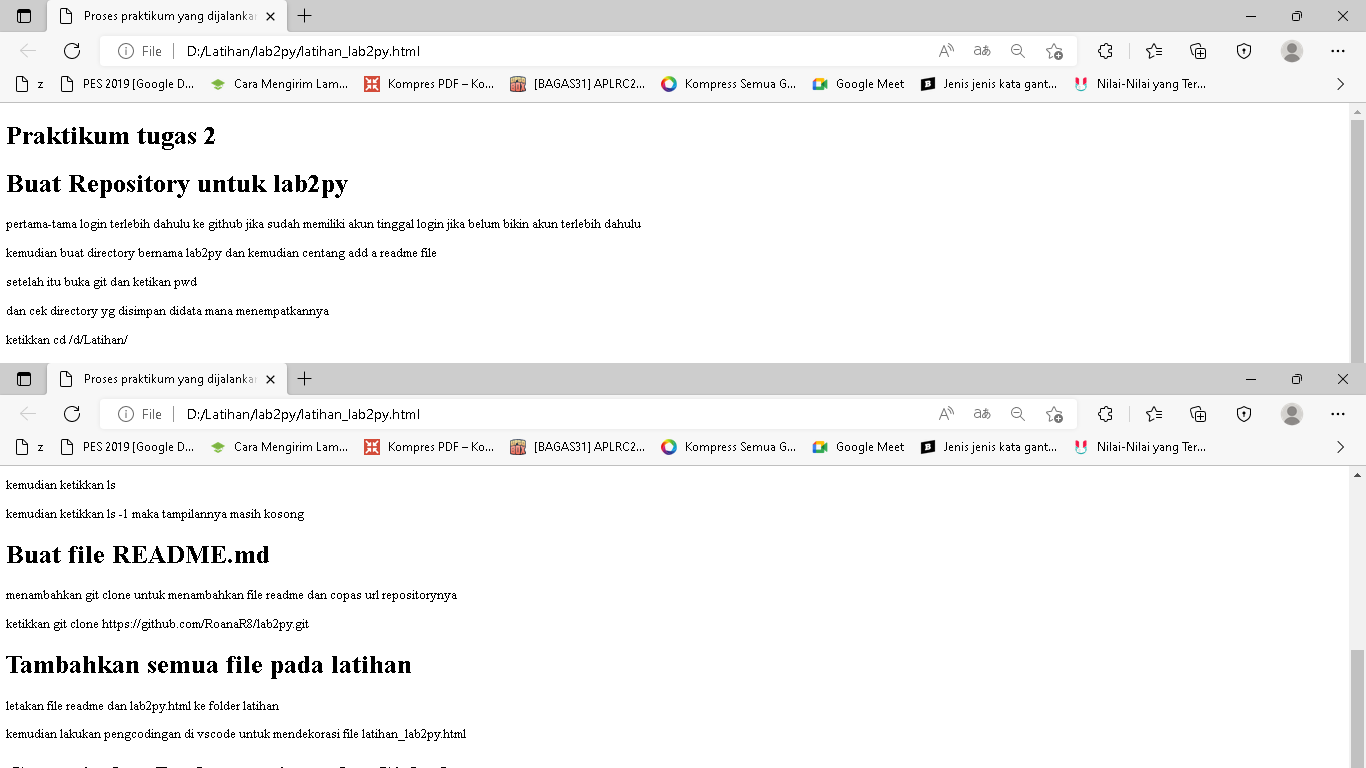 Proses praktikum yang dijalankan
File D:/Latihan/lab2py/latihan_lab2py.html
z PES 2019 [Google D... Cara Mengirim Lam... Kompres PDF – Ko... [BAGAS31] APLRC2... Kompress Semua G... Google Meet Jenis jenis kata gant... Nilai-Nilai yang Ter...
Praktikum tugas 2
Buat Repository untuk lab2py
pertama-tama login terlebih dahulu ke github jika sudah memiliki akun tinggal login jika belum bikin akun terlebih dahulu
kemudian buat directory bernama lab2py dan kemudian centang add a readme file
setelah itu buka git dan ketikan pwd
dan cek directory yg disimpan didata mana menempatkannya
ketikkan cd /d/Latihan/
Proses praktikum yang dijalankan
File D:/Latihan/lab2py/latihan_lab2py.html
z PES 2019 [Google D... Cara Mengirim Lam... Kompres PDF – Ko... [BAGAS31] APLRC2... Kompress Semua G... Google Meet Jenis jenis kata gant... Nilai-Nilai yang Ter...
kemudian ketikkan ls
kemudian ketikkan ls -1 maka tampilannya masih kosong
Buat file README.md
menambahkan git clone untuk menambahkan file readme dan copas url repositorynya
ketikkan git clone https://github.com/RoanaR8/lab2py.git
Tambahkan semua file pada latihan
letakan file readme dan lab2py.html ke folder latihan
kemudian lakukan pengcodingan di vscode untuk mendekorasi file latihan_lab2py.html